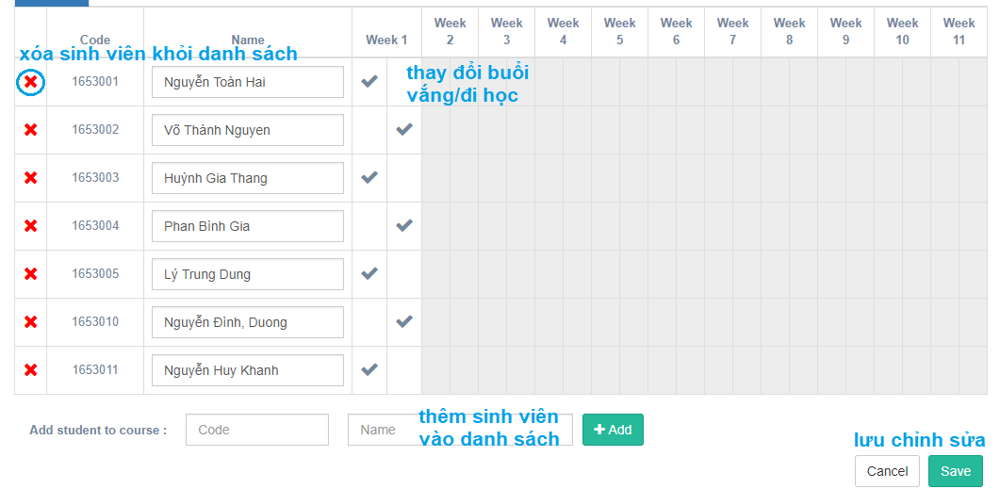 Code Name Week 1 Week 2 Week 3 Week 4 Week 5 Week 6 Week 7 Week 8 Week 9 Week 10 Week 11
xóa sinh viên khỏi danh sách
1653001 Nguyễn Toàn Hai
thay đổi buổi
vắng/đi học
1653002 Võ Thành Nguyen
1653003 Huỳnh Gia Thang
1653004 Phan Bình Gia
1653005 Lý Trung Dung
1653010 Nguyễn Đình, Duong
1653011 Nguyễn Huy Khanh
thêm sinh viên
Add student to course : Code Name Add
vào danh sách
lưu chỉnh sửa
Cancel Save